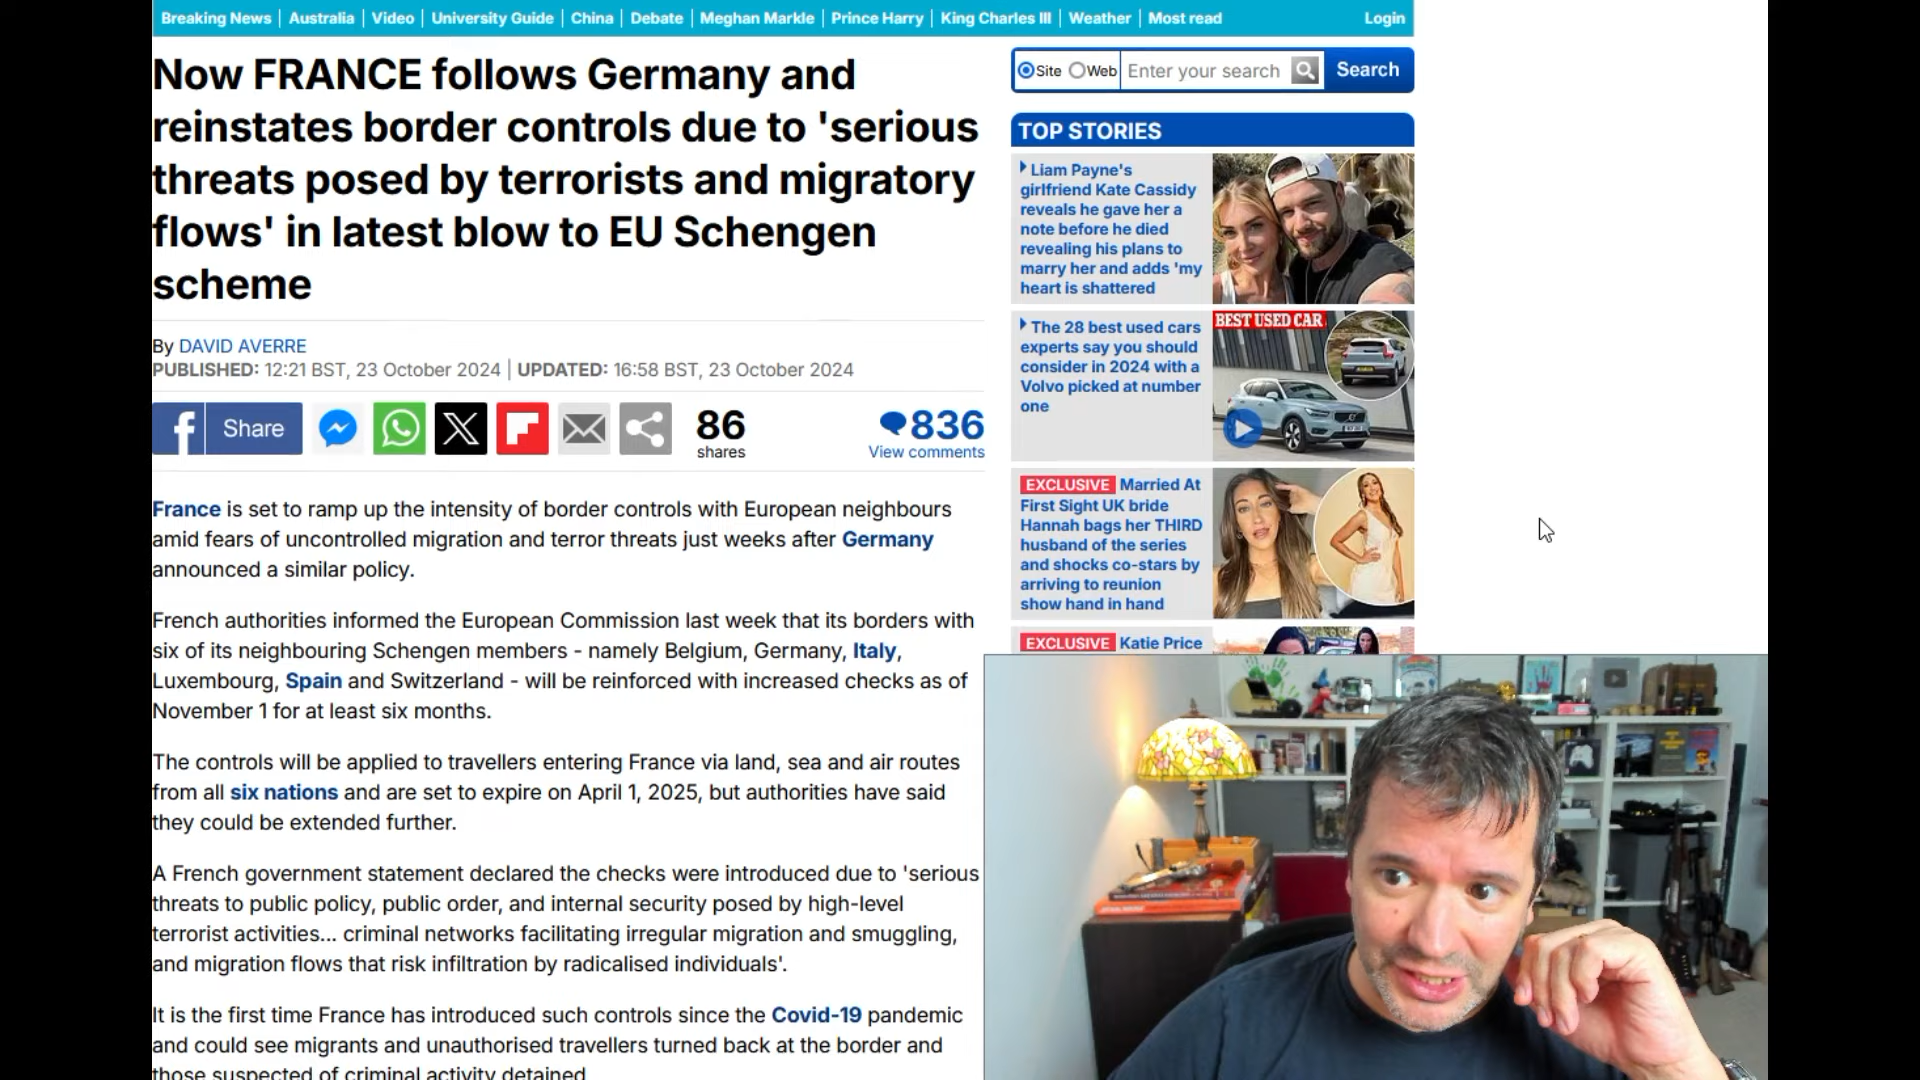 Breaking News | Australia | Video | University Guide | China | Debate | Meghan Markle | Prince Harry | King Charles III | Weather | Most read
Login
Now FRANCE follows Germany and
reinstates border controls due to 'serious
threats posed by terrorists and migratory
flows' in latest blow to EU Schengen
scheme
By DAVID AVERRE
PUBLISHED: 12:21 BST, 23 October 2024 | UPDATED: 16:58 BST, 23 October 2024
Share
86
shares
836
View comments
France is set to ramp up the intensity of border controls with European neighbours
amid fears of uncontrolled migration and terror threats just weeks after Germany
announced a similar policy.
French authorities informed the European Commission last week that its borders with
six of its neighbouring Schengen members - namely Belgium, Germany, Italy,
Luxembourg, Spain and Switzerland - will be reinforced with increased checks as of
November 1 for at least six months.
The controls will be applied to travellers entering France via land, sea and air routes
from all six nations and are set to expire on April 1, 2025, but authorities have said
they could be extended further.
A French government statement declared the checks were introduced due to 'serious
threats to public policy, public order, and internal security posed by high-level
terrorist activities... criminal networks facilitating irregular migration and smuggling,
and migration flows that risk infiltration by radicalised individuals'.
It is the first time France has introduced such controls since the Covid-19 pandemic
and could see migrants and unauthorised travellers turned back at the border and
those suspected of criminal activity detained
Site Web Enter your search Search
TOP STORIES
Liam Payne's
girlfriend Kate Cassidy
reveals he gave her a
note before he died
revealing his plans to
marry her and adds 'my
heart is shattered
The 28 best used cars
experts say you should
consider in 2024 with a
Volvo picked at number
one
BEST USED CAR
EXCLUSIVE Married At
First Sight UK bride
Hannah bags her THIRD
husband of the series
and shocks co-stars by
arriving to reunion
show hand in hand
EXCLUSIVE Katie Price